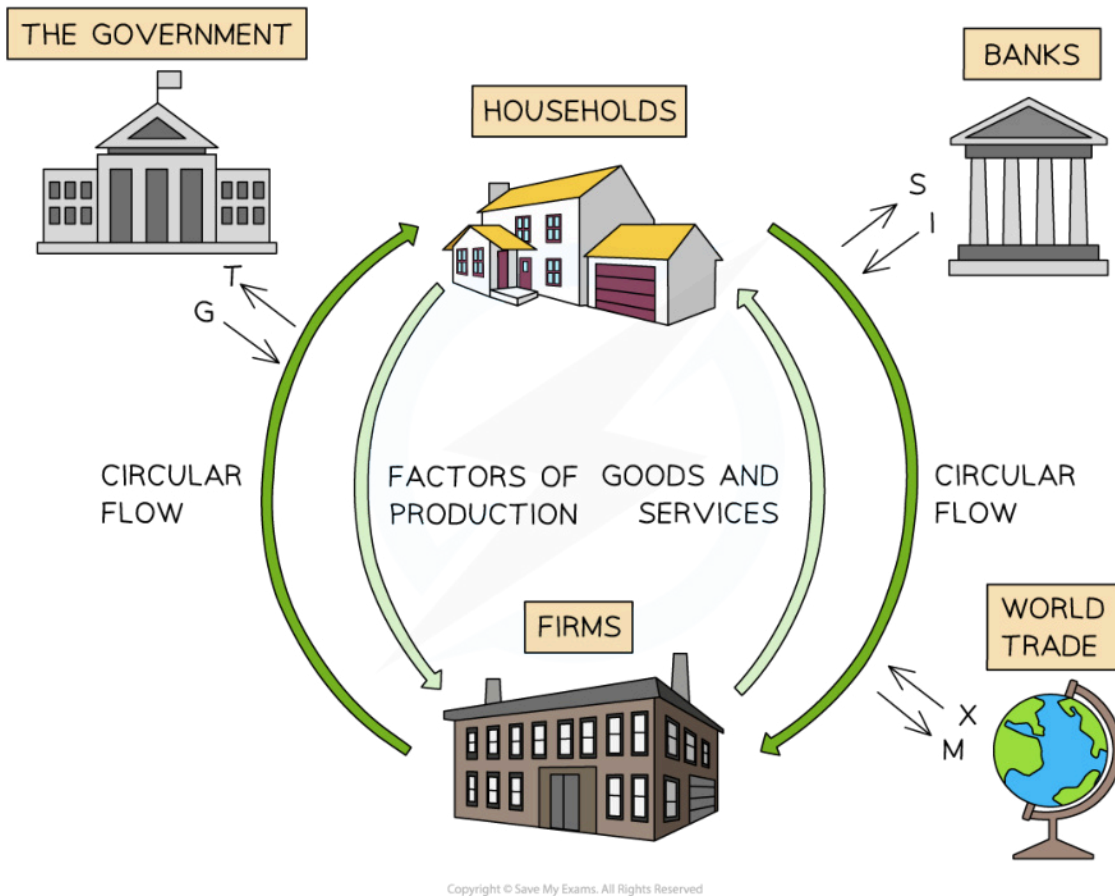 THE GOVERNMENT
BANKS
HOUSEHOLDS
S
I
T
G
CIRCULAR
FLOW
FACTORS OF
PRODUCTION
GOODS AND
SERVICES
CIRCULAR
FLOW
FIRMS
WORLD
TRADE
X
M
Copyright © Save My Exams. All Rights Reserved